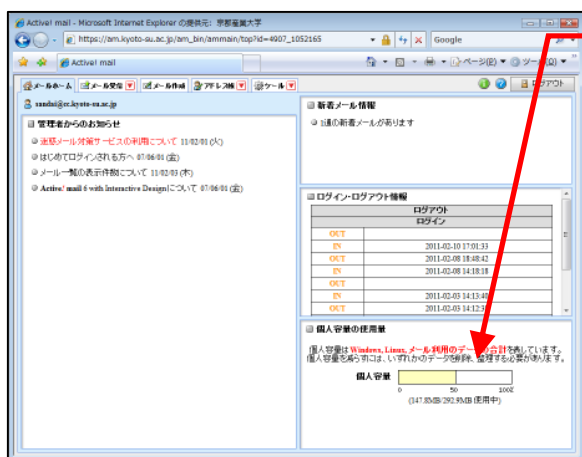 Active! mail - Microsoft Internet Explorer の提供元: 京都産業大学
https://am.kyoto-su.ac.jp/am_bin/ammain/top?id=4907_1052165
Google
Active! mail
ページ(P) ツール(O)
メールホーム メール受信 メール作成 アドレス帳 ツール ログアウト
sandai@cc.kyoto-su.ac.jp
管理者からのお知らせ
迷惑メール対策サービスの利用について 11/02/01 (火)
はじめてログインされる方へ 07/06/01 (金)
メール一覧の表示件数について 11/02/03 (木)
Active! mail 6 with Interactive Designについて 07/06/01 (金)
新着メール情報
1通の新着メールがあります
ログイン・ログアウト情報
ログアウト
ログイン
OUT
IN 2011-02-10 17:01:33
OUT 2011-02-08 18:48:42
IN 2011-02-08 14:18:18
OUT
IN 2011-02-03 14:13:40
OUT 2011-02-03 14:12:3
個人容量の使用量
個人容量はWindows, Linux, メール利用のデータの合計を表しています。
個人容量を減らすには、いずれかのデータを削除、整理する必要があります。
個人容量
0 50 100%
(147.8MB/292.9MB 使用中)